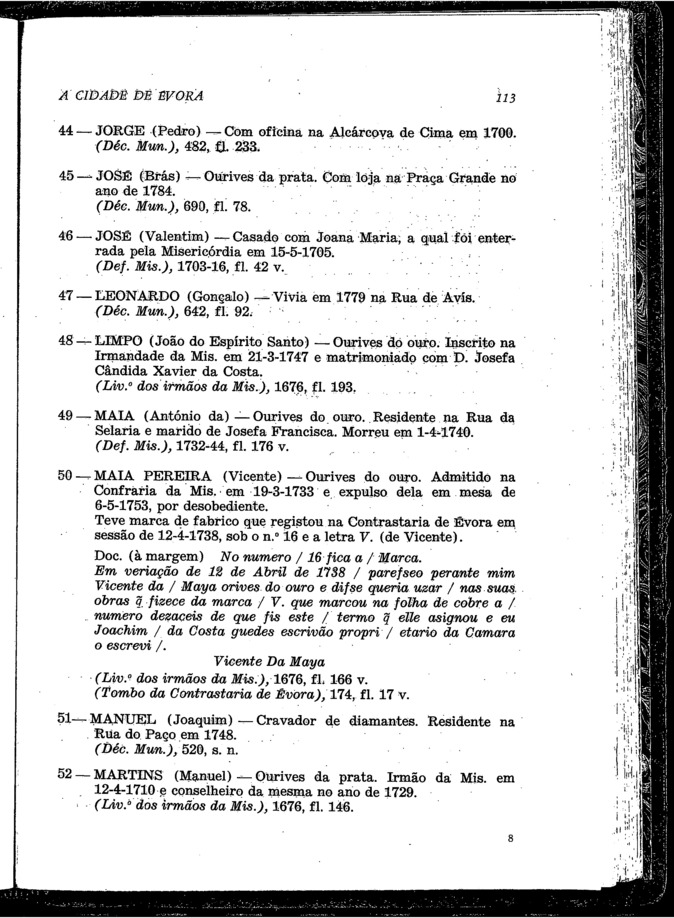 A CIDADE DE ÉVORA
113
44 — JORGE (Pedro) — Com oficina na Alcárcova de Cima em 1700.
(Déc. Mun.), 482, fl. 233.
45 — JOSÉ (Brás) — Ourives da prata. Com loja na Praça Grande no
ano de 1784.
(Déc. Mun.), 690, fl. 78.
46 — JOSÉ (Valentim) — Casado com Joana Maria, a qual foi enter-
rada pela Misericórdia em 15-5-1705.
(Def. Mis.), 1703-16, fl. 42 v.
47 — LEONARDO (Gonçalo) — Vivia em 1779 na Rua de Avis.
(Déc. Mun.), 642, fl. 92.
48 — LIMPO (João do Espírito Santo) — Ourives do ouro. Inscrito na
Irmandade da Mis. em 21-3-1747 e matrimoniado com D. Josefa
Cândida Xavier da Costa.
(Liv.º dos irmãos da Mis.), 1676, fl. 193.
49 — MAIA (António da) — Ourives do ouro. Residente na Rua da
Selaria e marido de Josefa Francisca. Morreu em 1-4-1740.
(Def. Mis.), 1732-44, fl. 176 v.
50 — MAIA PEREIRA (Vicente) — Ourives do ouro. Admitido na
Confraria da Mis. em 19-3-1733 e expulso dela em mesa de
6-5-1753, por desobediente.
Teve marca de fabrico que registou na Contrastaria de Évora em
sessão de 12-4-1738, sob o n.º 16 e a letra V. (de Vicente).
Doc. (à margem) No numero / 16 fica a / Marca.
Em veriação de 12 de Abril de 1738 / parefseo perante mim
Vicente da / Maya orives do ouro e difse queria uzar / nas suas
obras q̃ fizece da marca / V. que marcou na folha de cobre a /
numero dezaceis de que fis este / termo q̃ elle asignou e eu
Joachim / da Costa guedes escrivão propri / etario da Camara
o escrevi /.
Vicente Da Maya
(Liv.º dos irmãos da Mis.), 1676, fl. 166 v.
(Tombo da Contrastaria de Évora), 174, fl. 17 v.
51— MANUEL (Joaquim) — Cravador de diamantes. Residente na
Rua do Paço em 1748.
(Déc. Mun.), 520, s. n.
52 — MARTINS (Manuel) — Ourives da prata. Irmão da Mis. em
12-4-1710 e conselheiro da mesma no ano de 1729.
(Liv.º dos irmãos da Mis.), 1676, fl. 146.
8